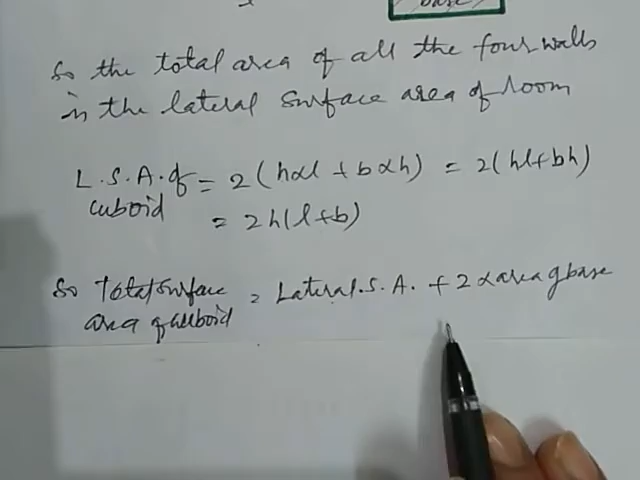 base
So the total area of all the four walls
is the lateral surface area of room
L.S.A. of = 2(h×l + b×h) = 2(hl+bh)
cuboid = 2h(l+b)
So Total surface = Lateral.S.A. + 2×area of base
area of cuboid